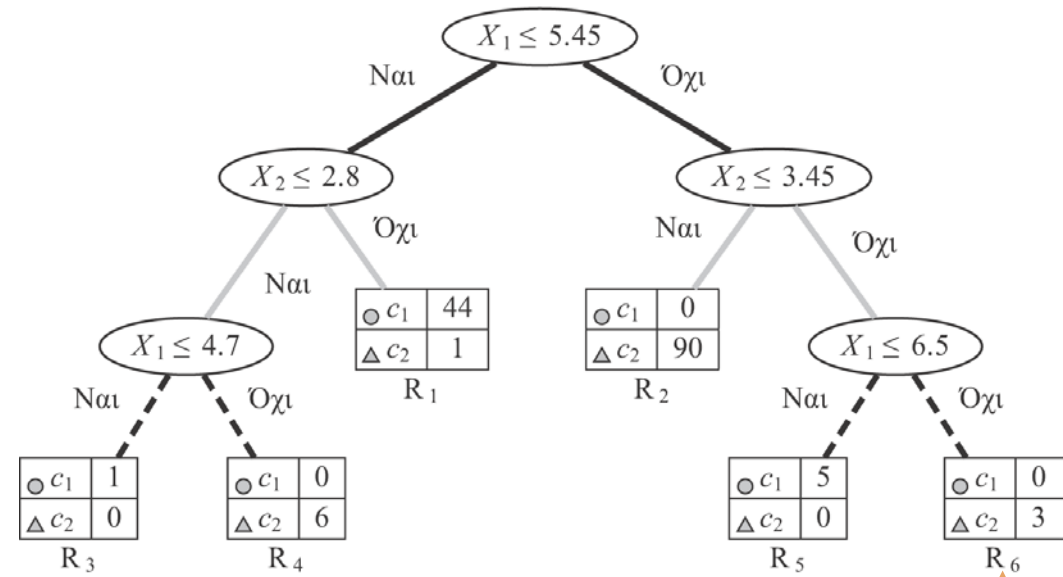 X₁ ≤ 5.45
Ναι
Όχι
X₂ ≤ 2.8
X₂ ≤ 3.45
Όχι
Ναι
Ναι
Όχι
c₁ 44
c₂ 1
R₁
c₁ 0
c₂ 90
R₂
X₁ ≤ 4.7
X₁ ≤ 6.5
Ναι
Όχι
Ναι
Όχι
c₁ 1
c₂ 0
R₃
c₁ 0
c₂ 6
R₄
c₁ 5
c₂ 0
R₅
c₁ 0
c₂ 3
R₆